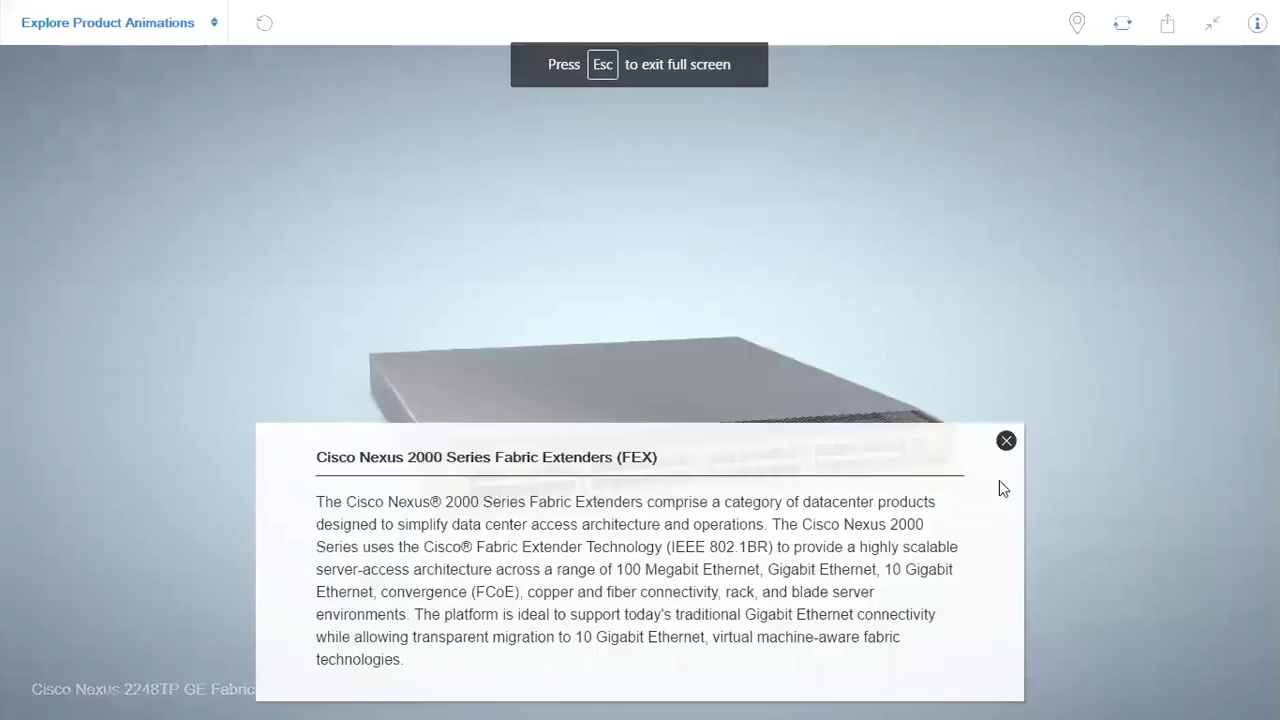 Explore Product Animations
Press Esc to exit full screen
Cisco Nexus 2000 Series Fabric Extenders (FEX)
The Cisco Nexus® 2000 Series Fabric Extenders comprise a category of datacenter products
designed to simplify data center access architecture and operations. The Cisco Nexus 2000
Series uses the Cisco® Fabric Extender Technology (IEEE 802.1BR) to provide a highly scalable
server-access architecture across a range of 100 Megabit Ethernet, Gigabit Ethernet, 10 Gigabit
Ethernet, convergence (FCoE), copper and fiber connectivity, rack, and blade server
environments. The platform is ideal to support today's traditional Gigabit Ethernet connectivity
while allowing transparent migration to 10 Gigabit Ethernet, virtual machine-aware fabric
technologies.
Cisco Nexus 2248TP GE Fabric